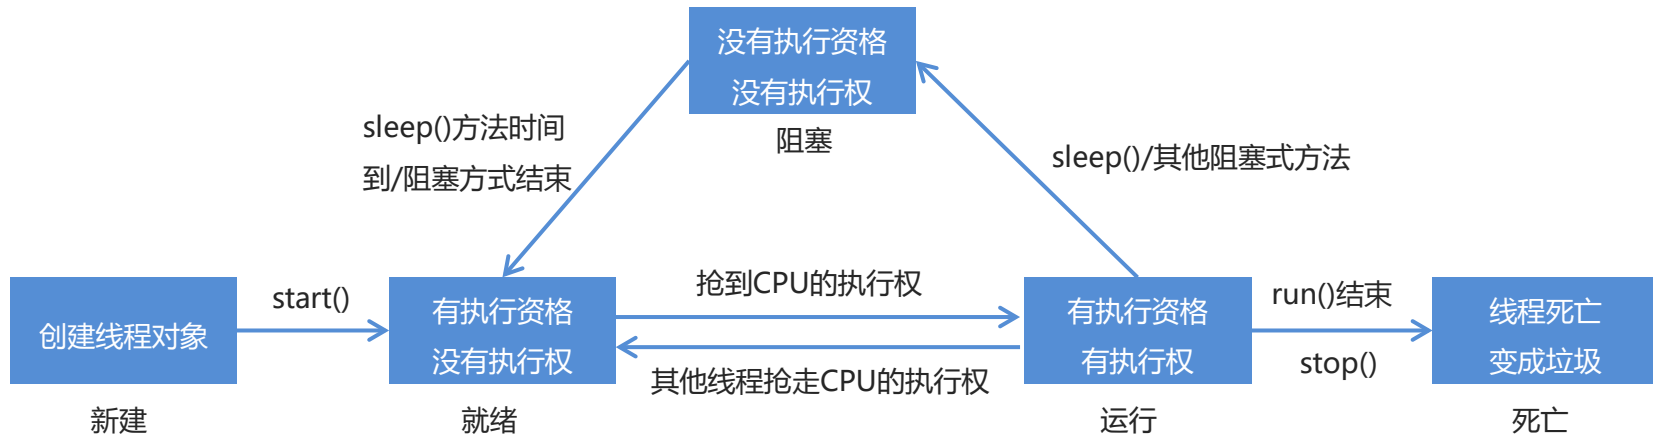 没有执行资格
没有执行权
阻塞
sleep()方法时间
到/阻塞方式结束
sleep()/其他阻塞式方法
创建线程对象
新建
start()
有执行资格
没有执行权
就绪
抢到CPU的执行权
其他线程抢走CPU的执行权
有执行资格
有执行权
运行
run()结束
stop()
线程死亡
变成垃圾
死亡